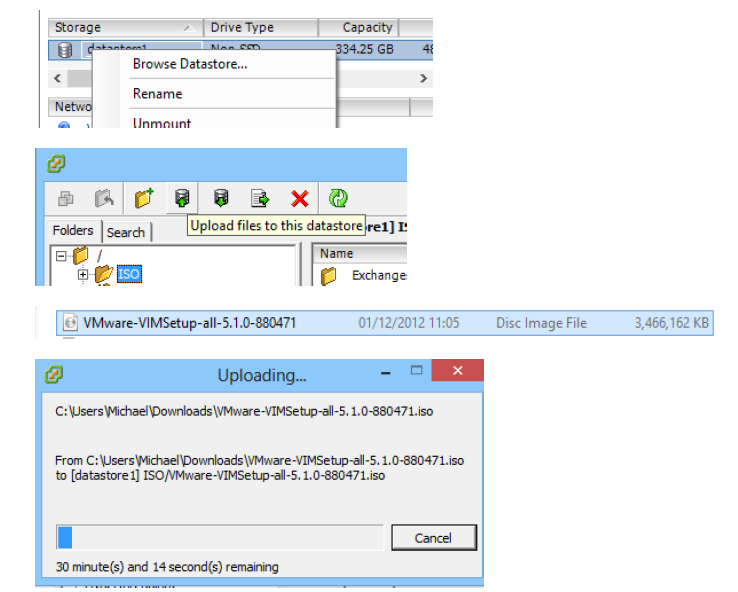 Storage Drive Type Capacity
datastore1 Non-SSD 334.25 GB 48
Browse Datastore...
Rename
Netwo
Unmount
Upload files to this datastore re1] IS
Folders Search
Name
/
ISO
Exchange
VMware-VIMSetup-all-5.1.0-880471 01/12/2012 11:05 Disc Image File 3,466,162 KB
Uploading...
C:\Users\Michael\Downloads\VMware-VIMSetup-all-5.1.0-880471.iso
From C:\Users\Michael\Downloads\VMware-VIMSetup-all-5.1.0-880471.iso
to [datastore1] ISO/VMware-VIMSetup-all-5.1.0-880471.iso
Cancel
30 minute(s) and 14 second(s) remaining